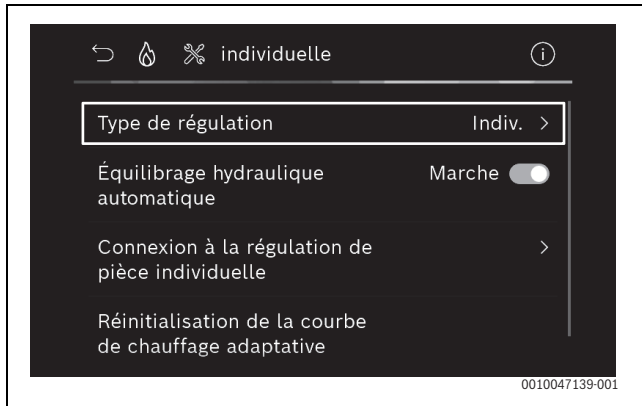 individuelle
Type de régulation Indiv. >
Équilibrage hydraulique
automatique
Marche
Connexion à la régulation de
pièce individuelle
>
Réinitialisation de la courbe
de chauffage adaptative
0010047139-001